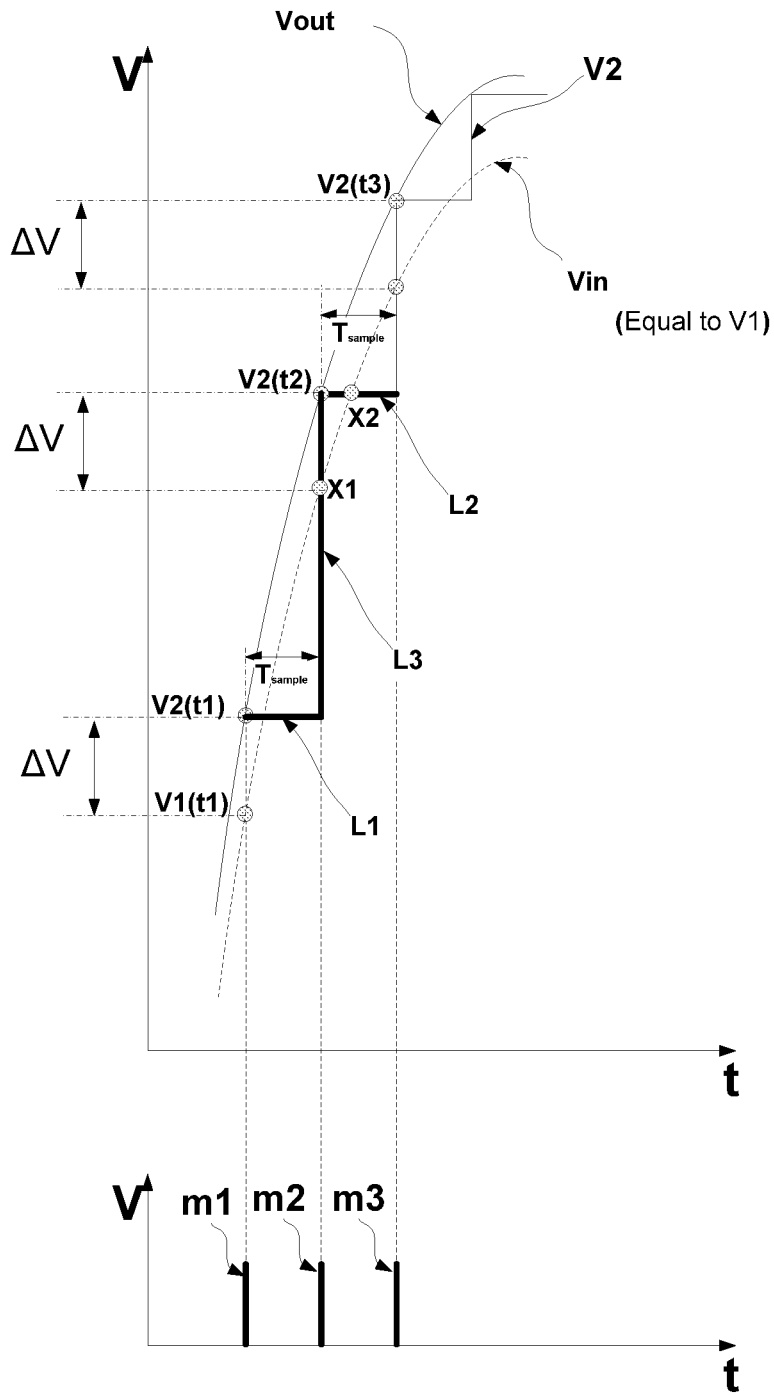 Vout
V
V2
V2(t3)
ΔV
Vin
(Equal to V1)
Tsample
V2(t2)
X2
ΔV
X1
L2
L3
Tsample
V2(t1)
ΔV
V1(t1)
L1
t
V
m1
m2
m3
t